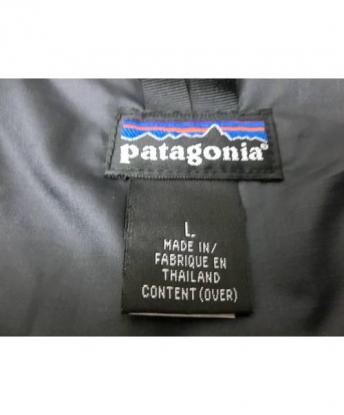 patagonia®
L
MADE IN/
FABRIQUE EN
THAILAND
CONTENT (OVER)